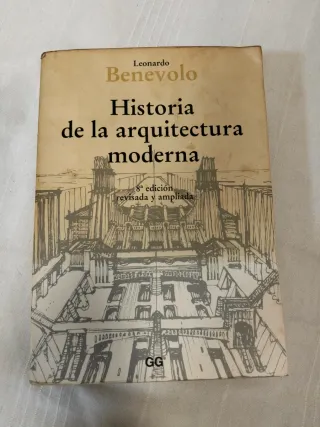 Leonardo
Benevolo
Historia
de la arquitectura
moderna
8ª edición
revisada y ampliada
GG